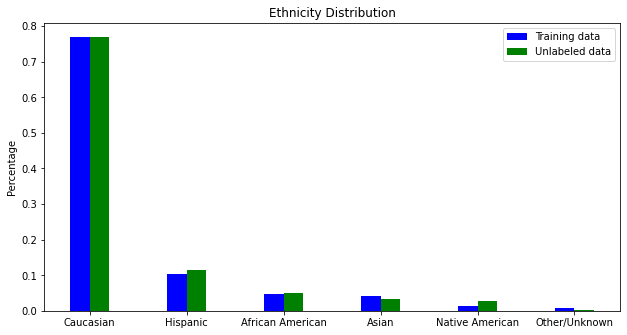 Ethnicity Distribution
Training data
Unlabeled data
Percentage
0.8
0.7
0.6
0.5
0.4
0.3
0.2
0.1
0.0
Caucasian Hispanic African American Asian Native American Other/Unknown